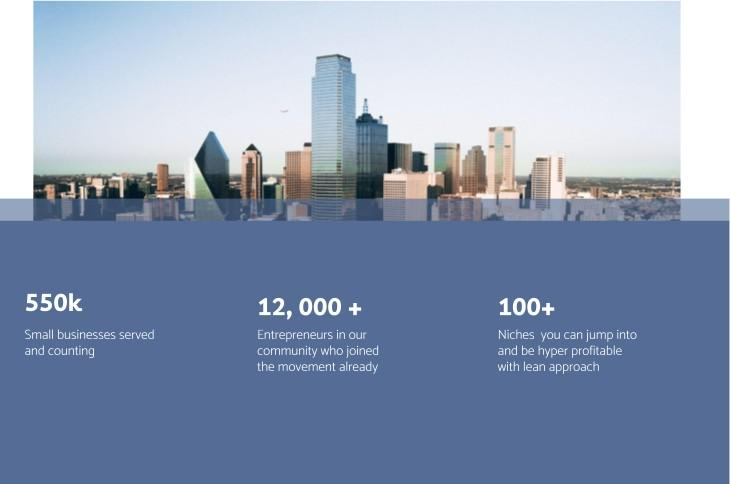 550k
Small businesses served
and counting
12, 000 +
Entrepreneurs in our
community who joined
the movement already
100+
Niches  you can jump into
and be hyper profitable
with lean approach